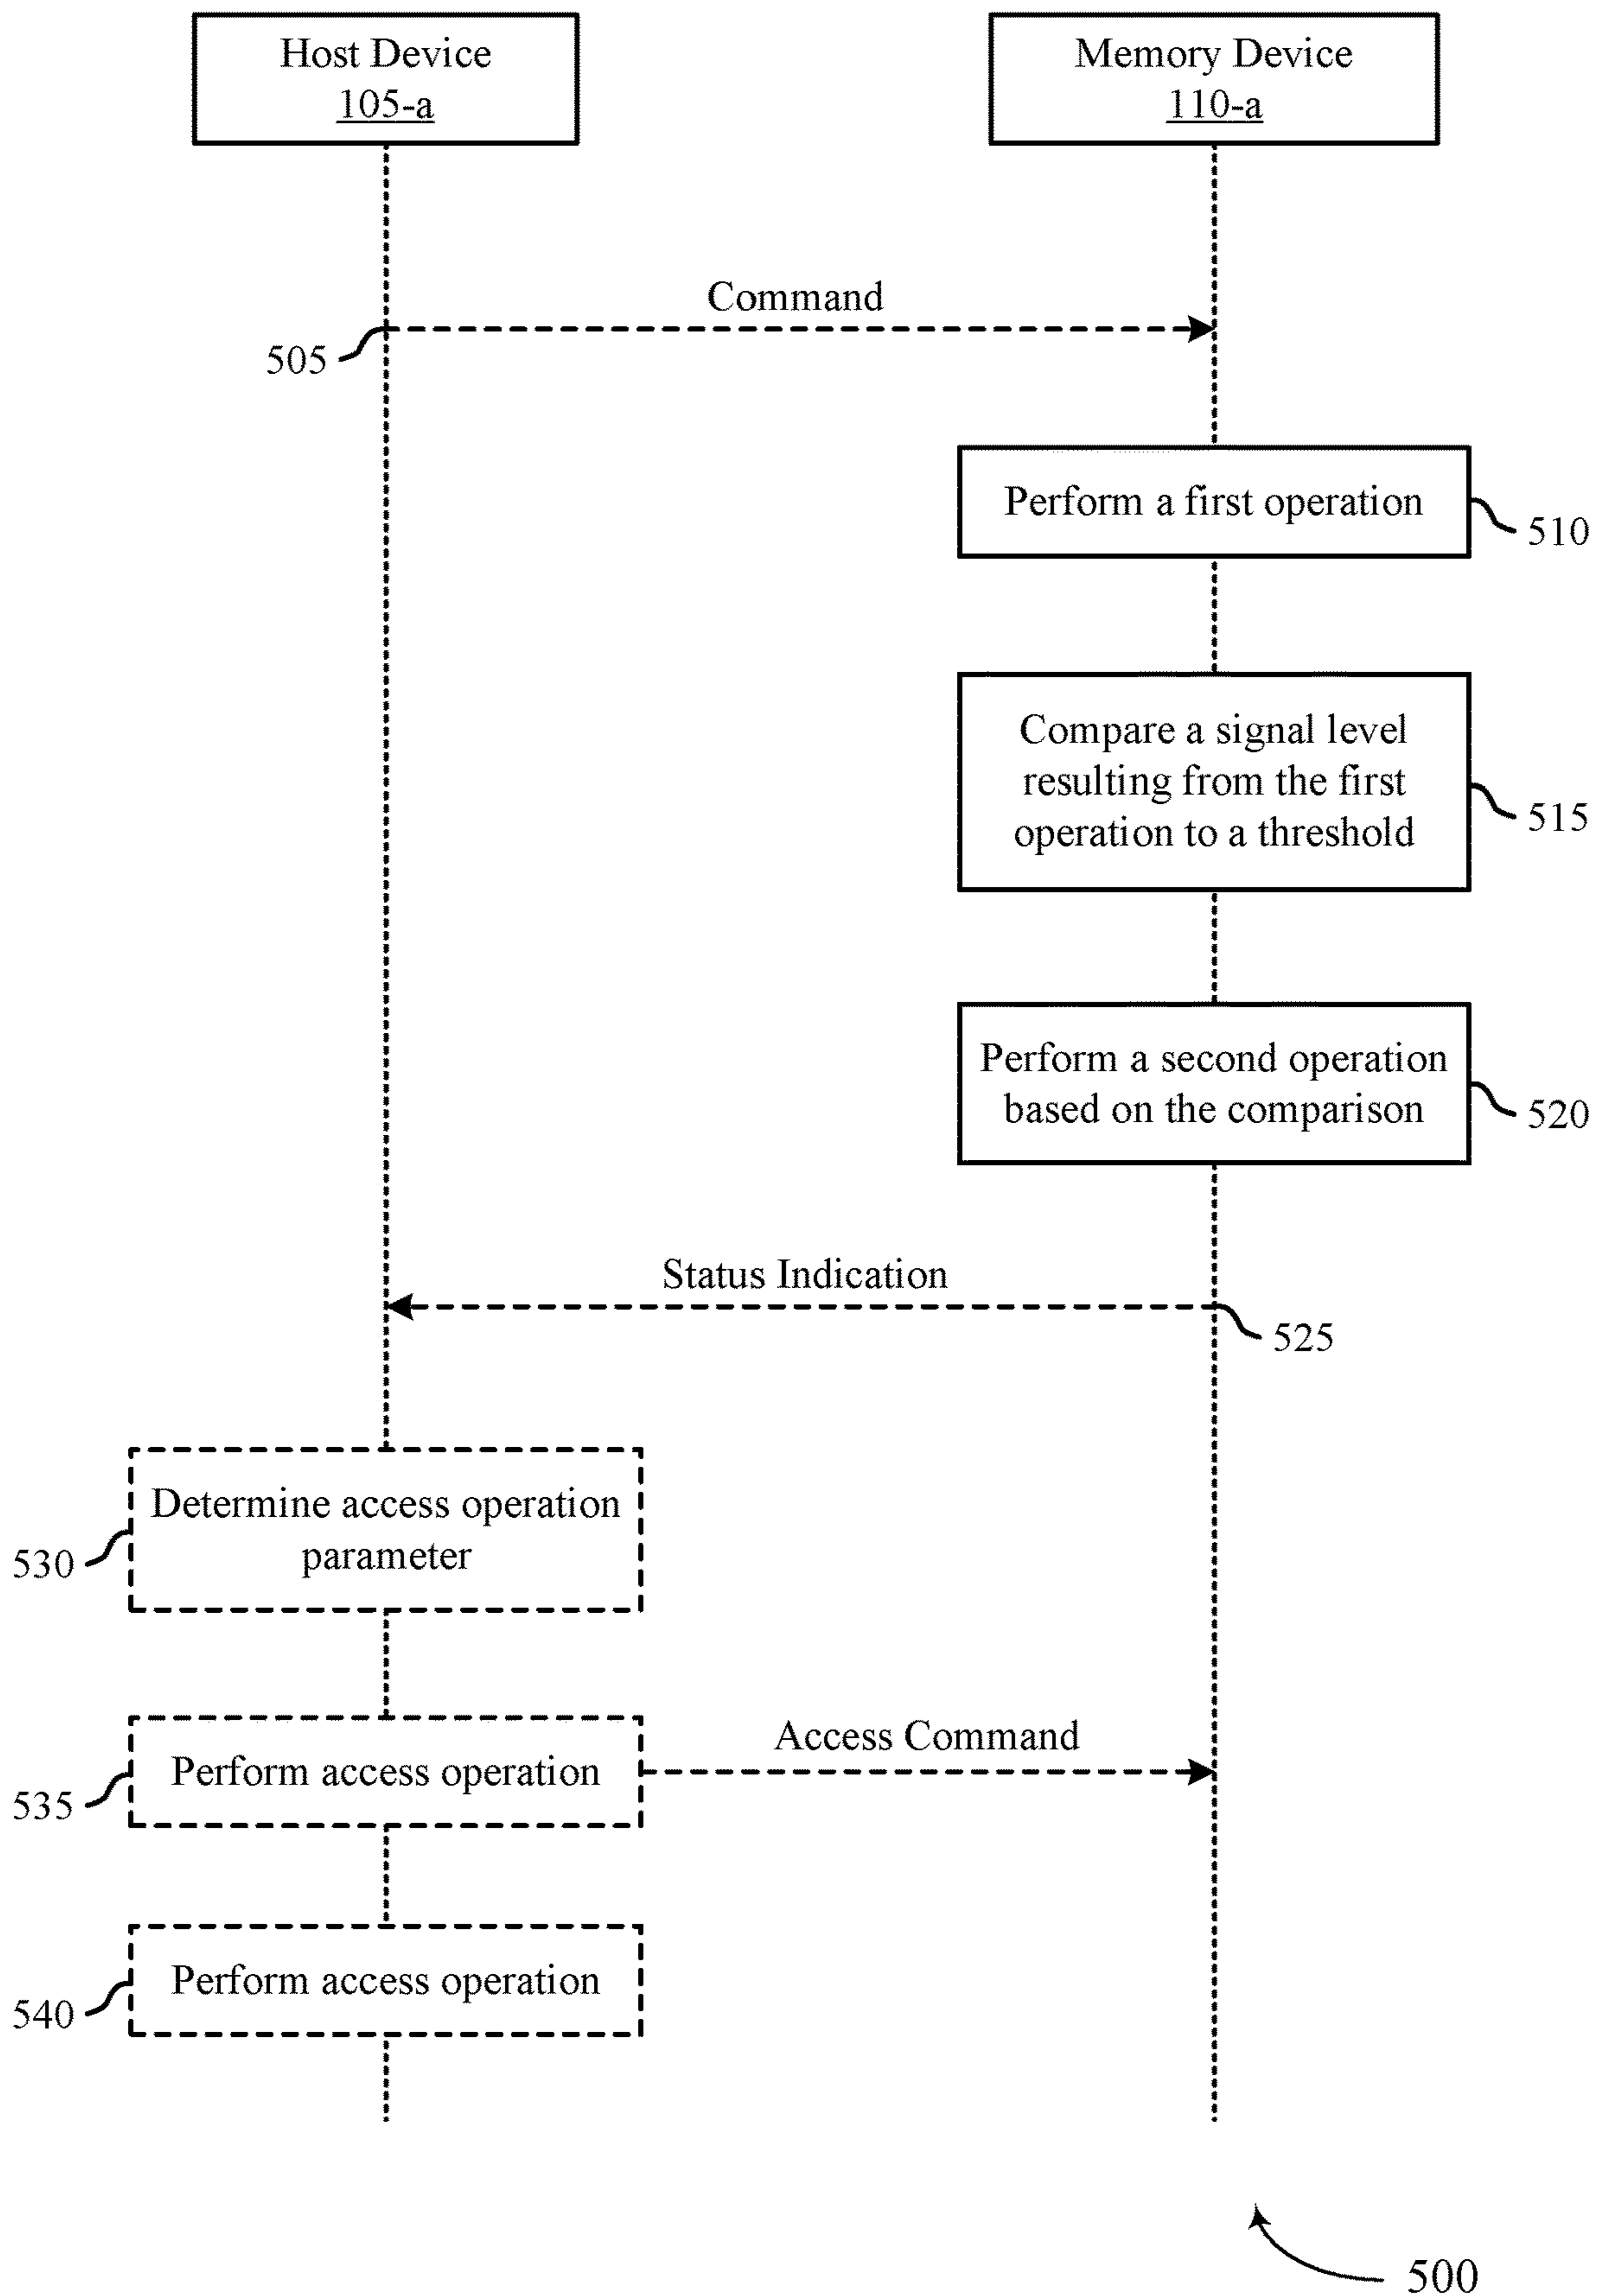 Host Device
105-a
Memory Device
110-a
Command
505
Perform a first operation
510
Compare a signal level
resulting from the first
operation to a threshold
515
Perform a second operation
based on the comparison
520
Status Indication
525
Determine access operation
parameter
530
Perform access operation
535
Access Command
Perform access operation
540
500